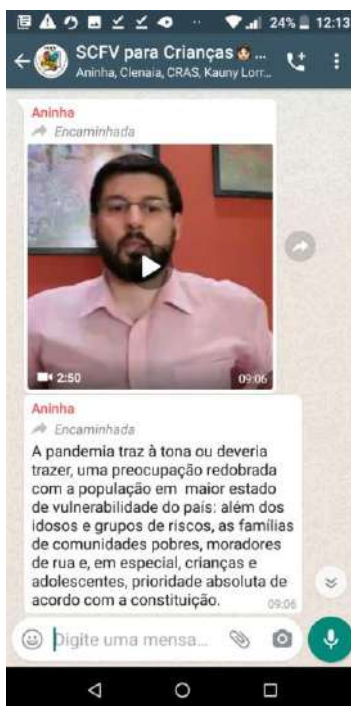 24% 12:13
SCFV para Crianças
Aninha, Clenaia, CRAS, Kauny Lorr...
Aninha
Encaminhada
2:50 09:06
Aninha
Encaminhada
A pandemia traz à tona ou deveria
trazer, uma preocupação redobrada
com a população em maior estado
de vulnerabilidade do país: além dos
idosos e grupos de riscos, as famílias
de comunidades pobres, moradores
de rua e, em especial, crianças e
adolescentes, prioridade absoluta de
acordo com a constituição. 09:06
Digite uma mensa...